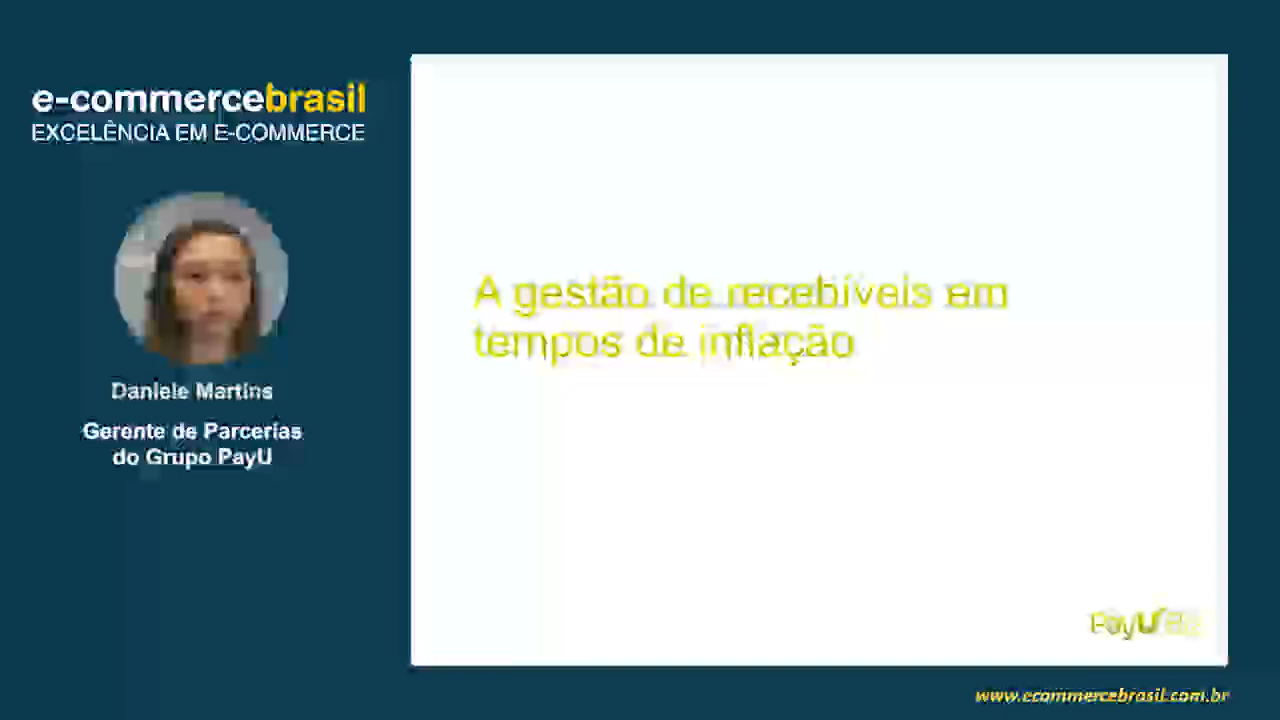 e-commercebrasil
EXCELÊNCIA EM E-COMMERCE
Daniele Martins
Gerente de Parcerias
do Grupo PayU
A gestão de recebíveis em
tempos de inflação
PayU
www.ecommercebrasil.com.br